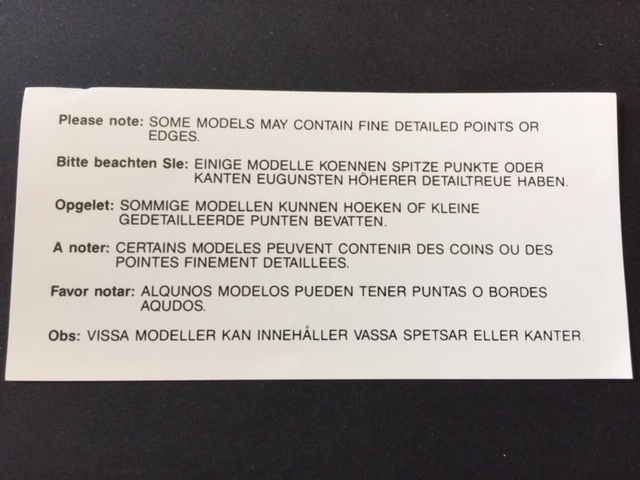 Please note: SOME MODELS MAY CONTAIN FINE DETAILED POINTS OR
EDGES.
Bitte beachten Sie: EINIGE MODELLE KOENNEN SPITZE PUNKTE ODER
KANTEN EUGUNSTEN HÖHERER DETAILTREUE HABEN.
Opgelet: SOMMIGE MODELLEN KUNNEN HOEKEN OF KLEINE
GEDETAILLEERDE PUNTEN BEVATTEN.
A noter: CERTAINS MODELES PEUVENT CONTENIR DES COINS OU DES
POINTES FINEMENT DETAILLEES.
Favor notar: ALQUNOS MODELOS PUEDEN TENER PUNTAS O BORDES
AQUDOS.
Obs: VISSA MODELLER KAN INNEHÅLLER VASSA SPETSAR ELLER KANTER.